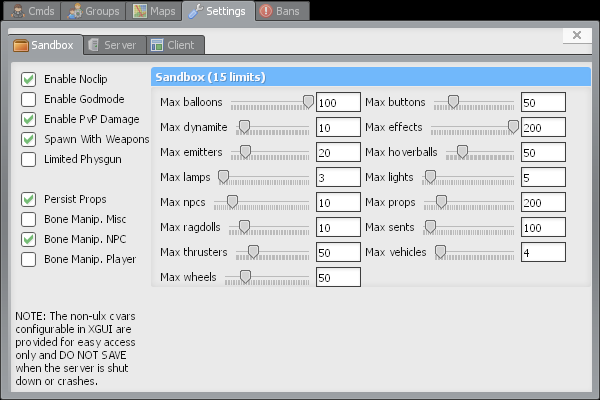 Cmds Groups Maps Settings Bans
Sandbox Server Client
Enable Noclip
Enable Godmode
Enable PvP Damage
Spawn With Weapons
Limited Physgun
Persist Props
Bone Manip. Misc
Bone Manip. NPC
Bone Manip. Player
NOTE: The non-ulx cvars
configurable in XGUI are
provided for easy access
only and DO NOT SAVE
when the server is shut
down or crashes.
Sandbox (15 limits)
Max balloons 100 Max buttons 50
Max dynamite 10 Max effects 200
Max emitters 20 Max hoverballs 50
Max lamps 3 Max lights 5
Max npcs 10 Max props 200
Max ragdolls 10 Max sents 100
Max thrusters 50 Max vehicles 4
Max wheels 50